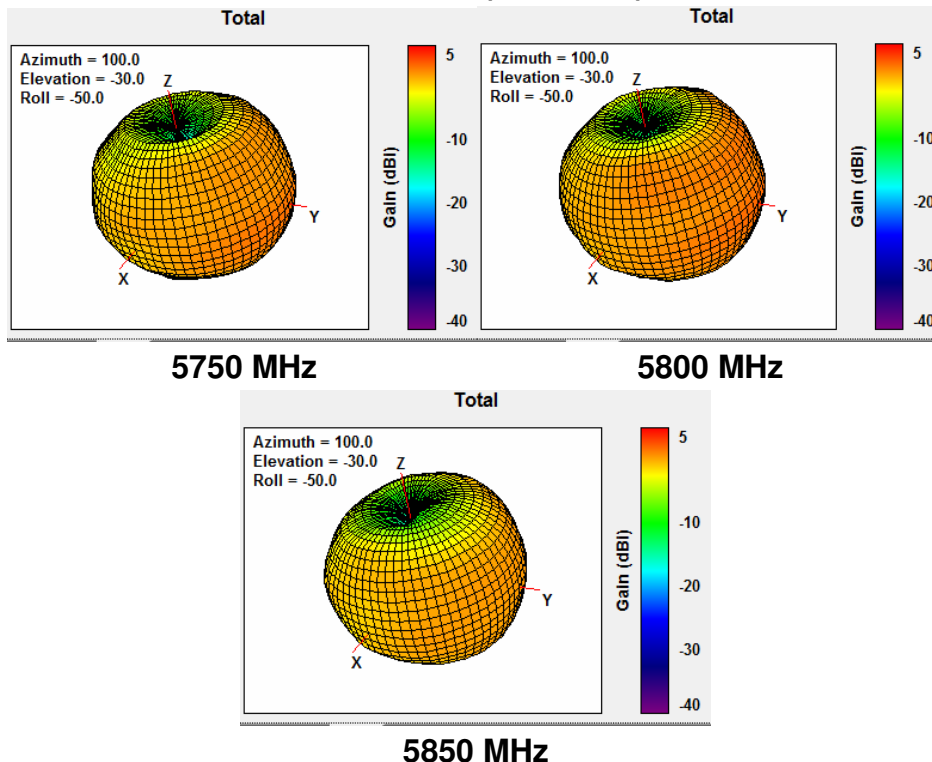 Total
Azimuth = 100.0
Elevation = -30.0
Roll = -50.0
Z
Y
X
Gain (dBi)
5
-10
-20
-30
-40
5750 MHz
Total
Azimuth = 100.0
Elevation = -30.0
Roll = -50.0
Z
Y
X
Gain (dBi)
5
-10
-20
-30
-40
5800 MHz
Total
Azimuth = 100.0
Elevation = -30.0
Roll = -50.0
Z
Y
X
Gain (dBi)
5
-10
-20
-30
-40
5850 MHz